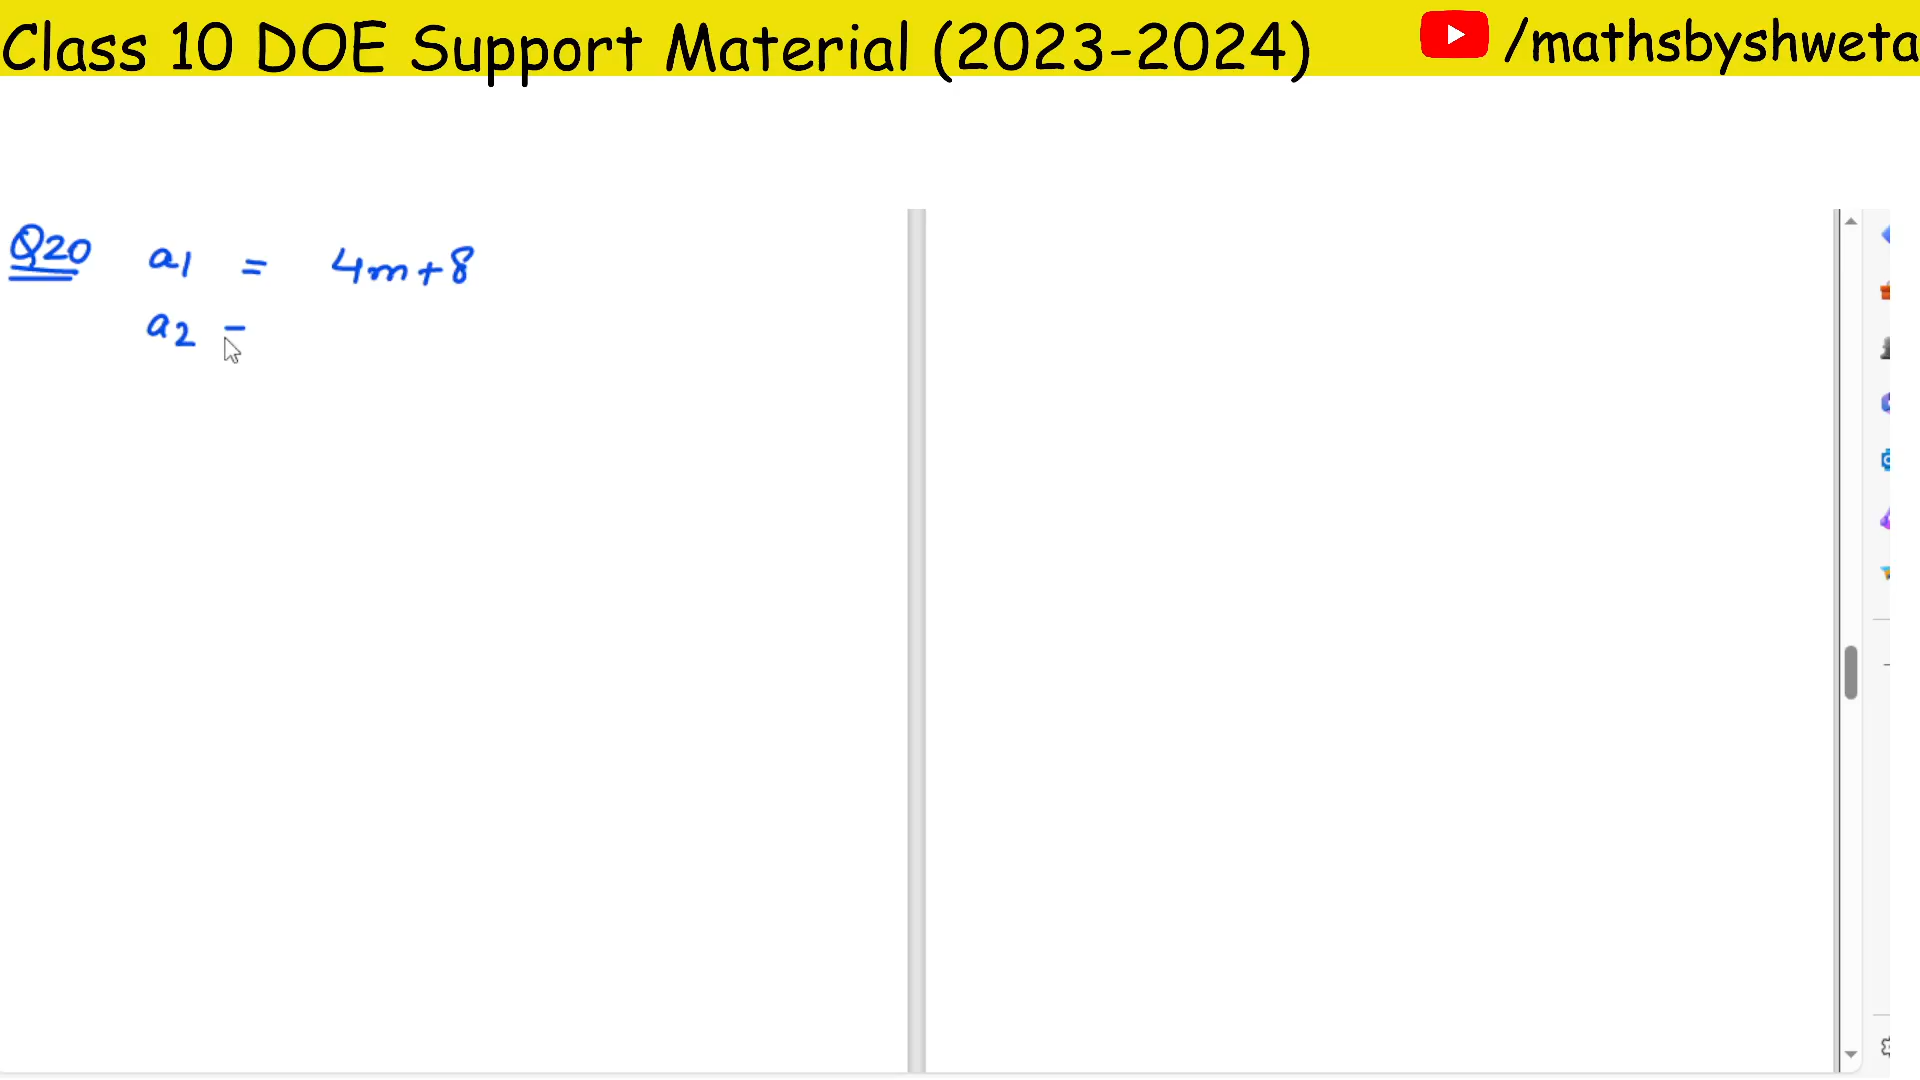 Class 10 DOE Support Material (2023-2024)
/mathsbyshweta
Q20 a1 = 4m+8
a2 -